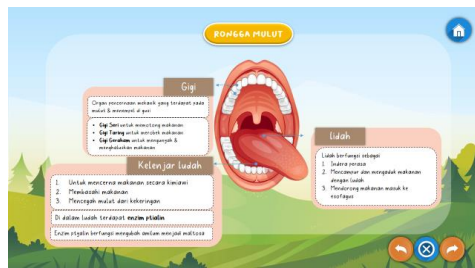 RONGGA MULUT
Gigi
Organ pencernaan mekanik yang terdapat pada
mulut & menempel di gusi
• Gigi Seri untuk memotong makanan
• Gigi Taring untuk merobek makanan
• Gigi Geraham untuk mengunyah &
menghaluskan makanan
Kelenjar ludah
1. Untuk mencerna makanan secara kimiawi
2. Membasahi makanan
3. Mencegah mulut dari kekeringan
Di dalam ludah terdapat enzim ptialin
Enzim ptyalin berfungsi mengubah amilum menjadi maltosa
lidah
Lidah berfungsi sebagai
1. Indera perasa
2. Mencampur dan mengaduk makanan
dengan ludah
3. Mendorong makanan masuk ke
esofagus